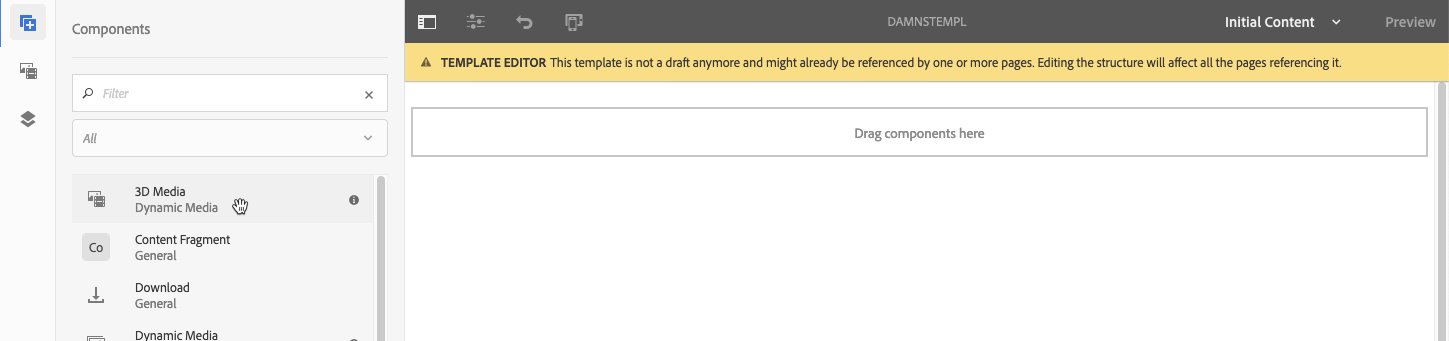 Components
Filter
All
3D Media
Dynamic Media
Co
Content Fragment
General
Download
General
Dynamic Media
DAMNSTEMPL
Initial Content
Preview
TEMPLATE EDITOR This template is not a draft anymore and might already be referenced by one or more pages. Editing the structure will affect all the pages referencing it.
Drag components here